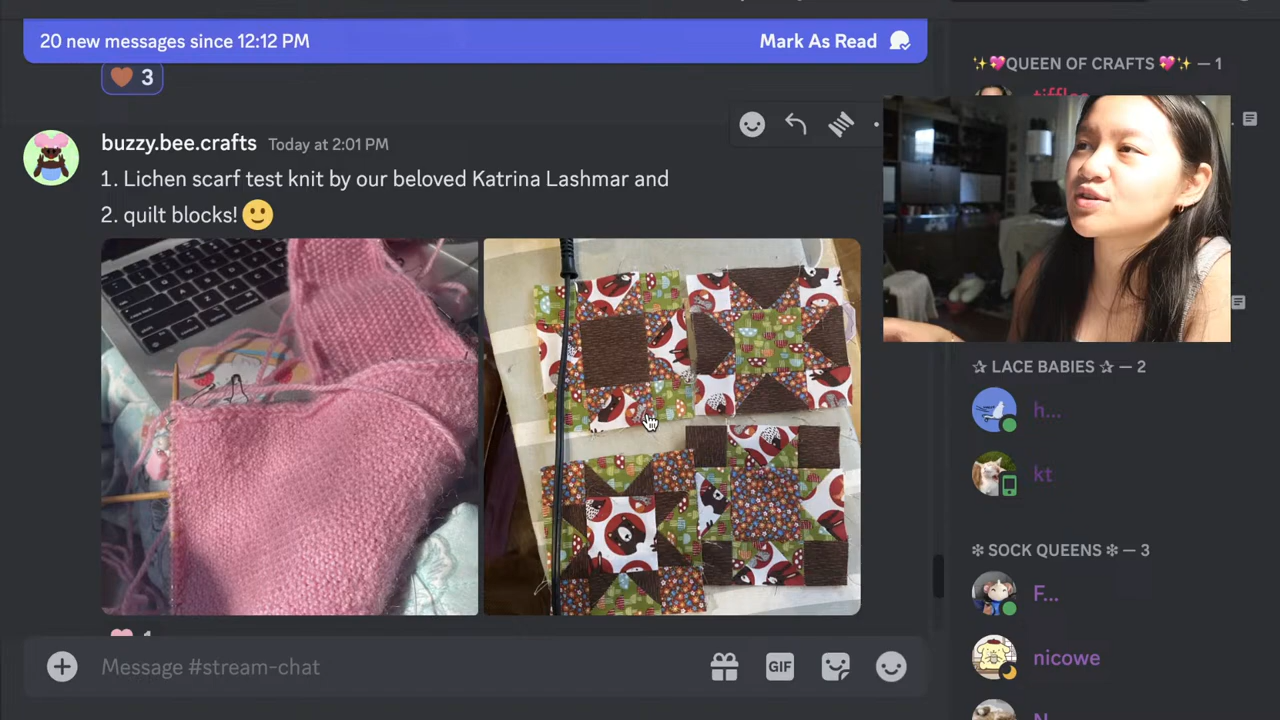 20 new messages since 12:12 PM
Mark As Read
3
buzzy.bee.crafts Today at 2:01 PM
1. Lichen scarf test knit by our beloved Katrina Lashmar and
2. quilt blocks!
Message #stream-chat
GIF
QUEEN OF CRAFTS — 1
LACE BABIES — 2
h...
kt
SOCK QUEENS — 3
F...
nicowe